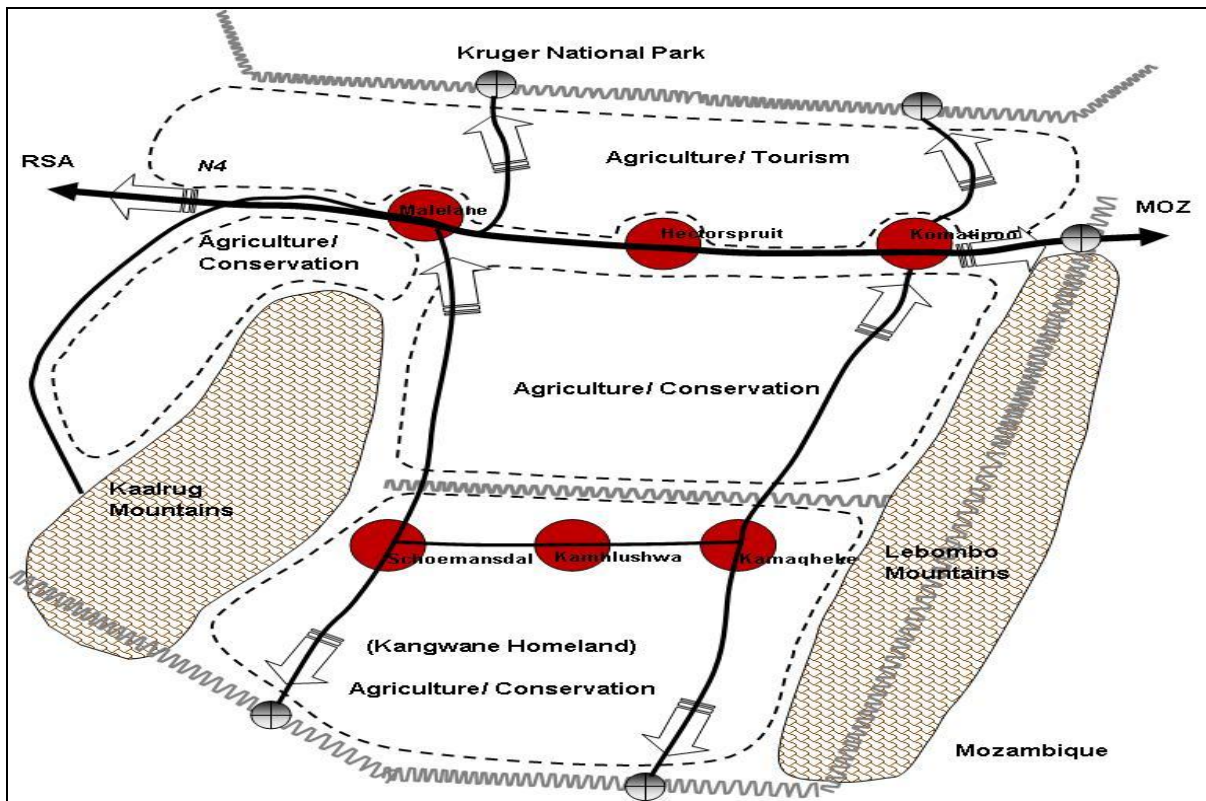 Kruger National Park
RSA
N4
Agriculture/ Tourism
MOZ
Malelane
Hectorspruit
Komatipoort
Agriculture/
Conservation
Agriculture/ Conservation
Kaalrug
Mountains
Schoemansdal
Kamhlushwa
Kamaqhekeze
Lebombo
Mountains
(Kangwane Homeland)
Agriculture/ Conservation
Mozambique